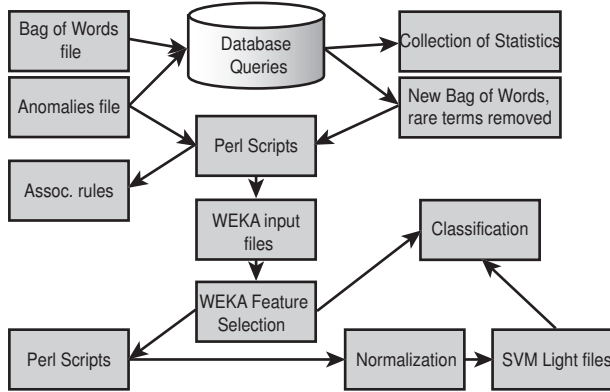 Bag of Words
file
Database
Queries
Collection of Statistics
Anomalies file
New Bag of Words,
rare terms removed
Perl Scripts
Assoc. rules
WEKA input
files
Classification
WEKA Feature
Selection
Perl Scripts
Normalization
SVM Light files